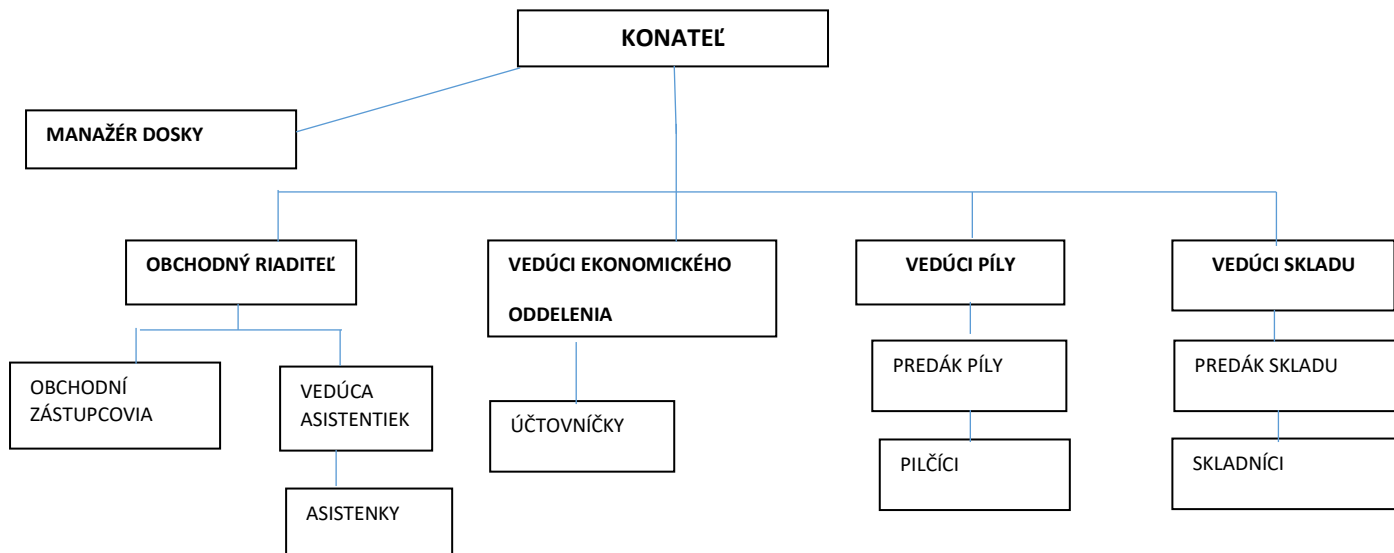 KONATEĽ
MANAŽÉR DOSKY
OBCHODNÝ RIADITEĽ
VEDÚCI EKONOMICKÉHO
ODDELENIA
VEDÚCI PÍLY
VEDÚCI SKLADU
OBCHODNÍ
ZÁSTUPCOVIA
VEDÚCA
ASISTENTIEK
ÚČTOVNÍČKY
PREDÁK PÍLY
PREDÁK SKLADU
ASISTENKY
PILČÍCI
SKLADNÍCI